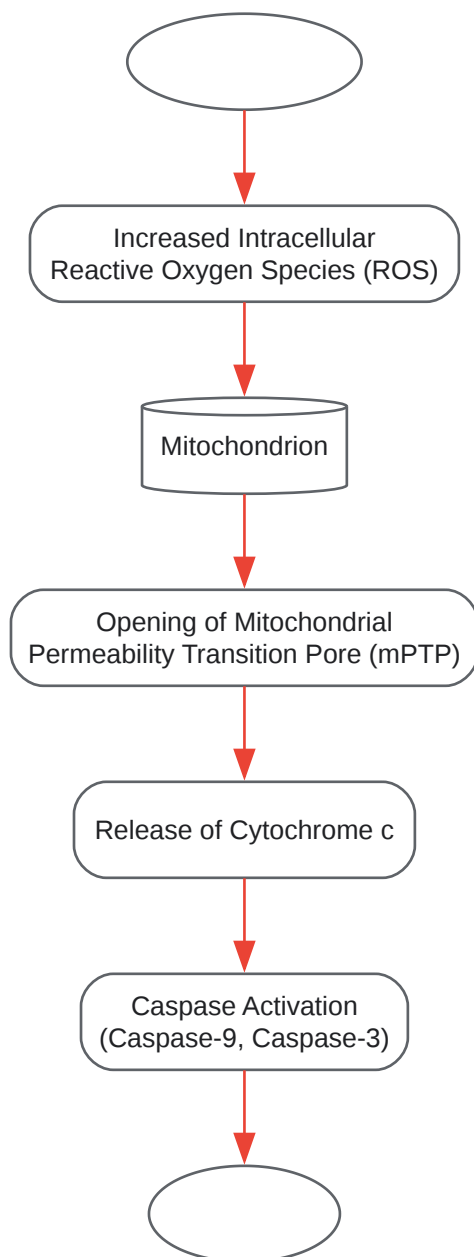 Increased Intracellular
Reactive Oxygen Species (ROS)
Mitochondrion
Opening of Mitochondrial
Permeability Transition Pore (mPTP)
Release of Cytochrome c
Caspase Activation
(Caspase-9, Caspase-3)